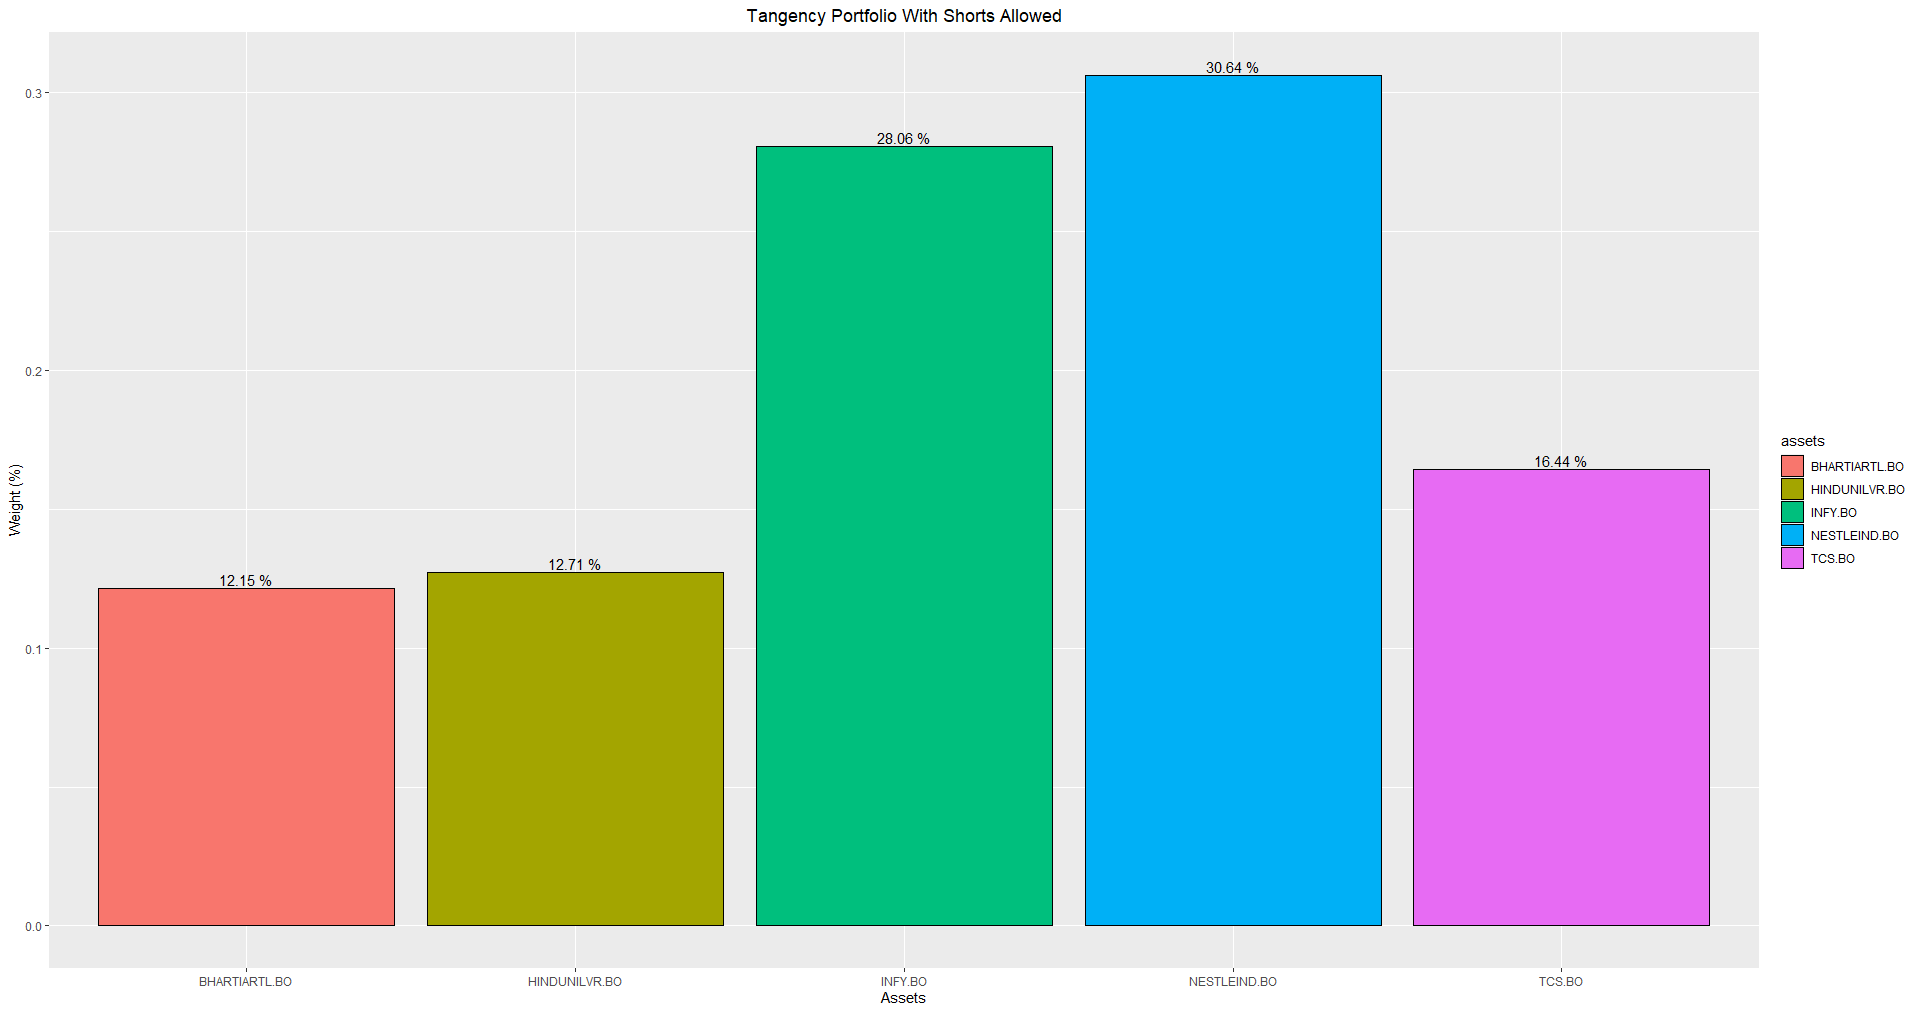 Tangency Portfolio With Shorts Allowed
30.64 %
0.3
28.06 %
0.2
16.44 %
12.71 %
12.15 %
0.1
0.0
Weight (%)
BHARTIARTL.BO HINDUNILVR.BO INFY.BO NESTLEIND.BO TCS.BO
Assets
assets
BHARTIARTL.BO
HINDUNILVR.BO
INFY.BO
NESTLEIND.BO
TCS.BO